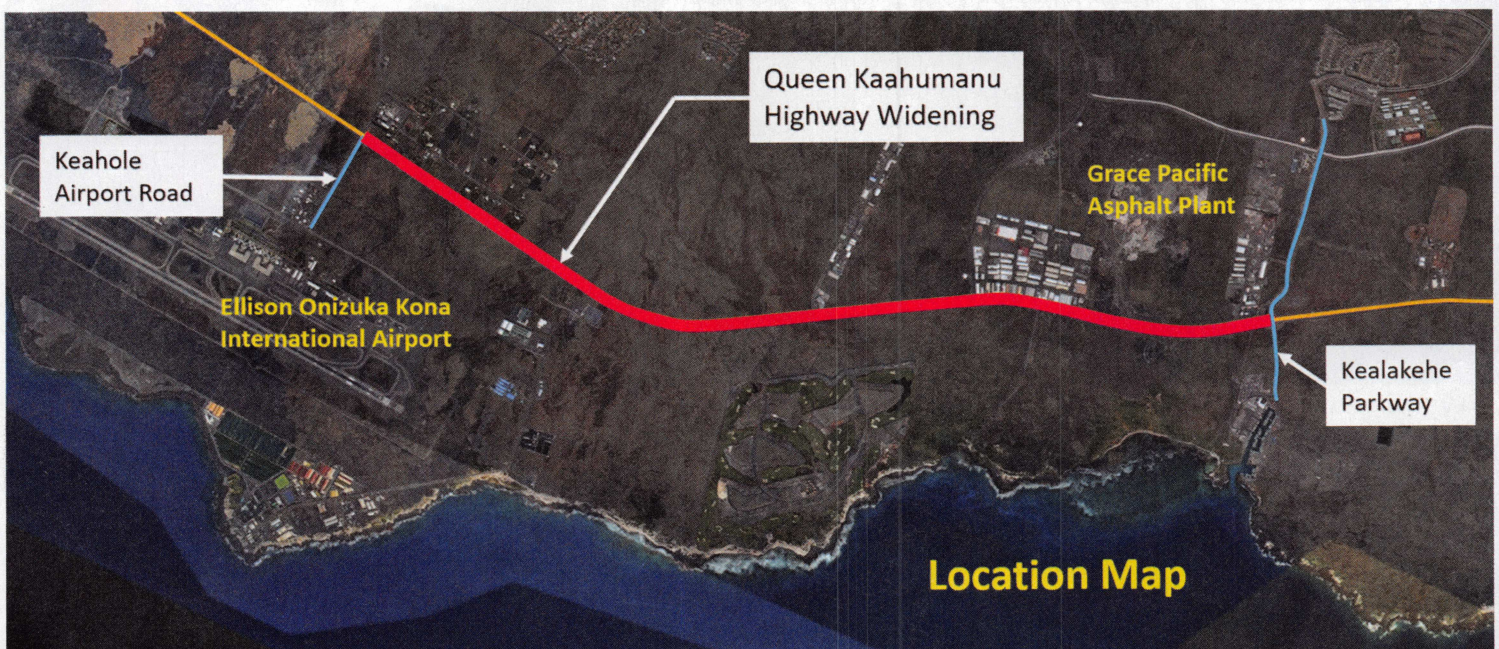 Queen Kaahumanu
Highway Widening
Keahole
Airport Road
Grace Pacific
Asphalt Plant
Ellison Onizuka Kona
International Airport
Kealakehe
Parkway
Location Map